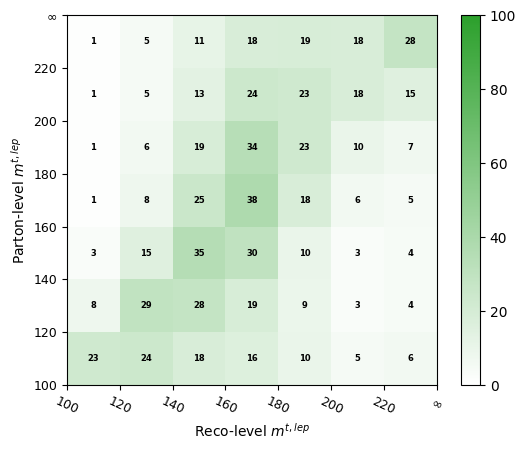 ∞
1 5 11 18 19 18 28
220
1 5 13 24 23 18 15
200
1 6 19 34 23 10 7
180
1 8 25 38 18 6 5
160
3 15 35 30 10 3 4
140
8 29 28 19 9 3 4
120
23 24 18 16 10 5 6
100
100 120 140 160 180 200 220 ∞
Reco-level m^{t, lep}
Parton-level m^{t, lep}
100
80
60
40
20
0